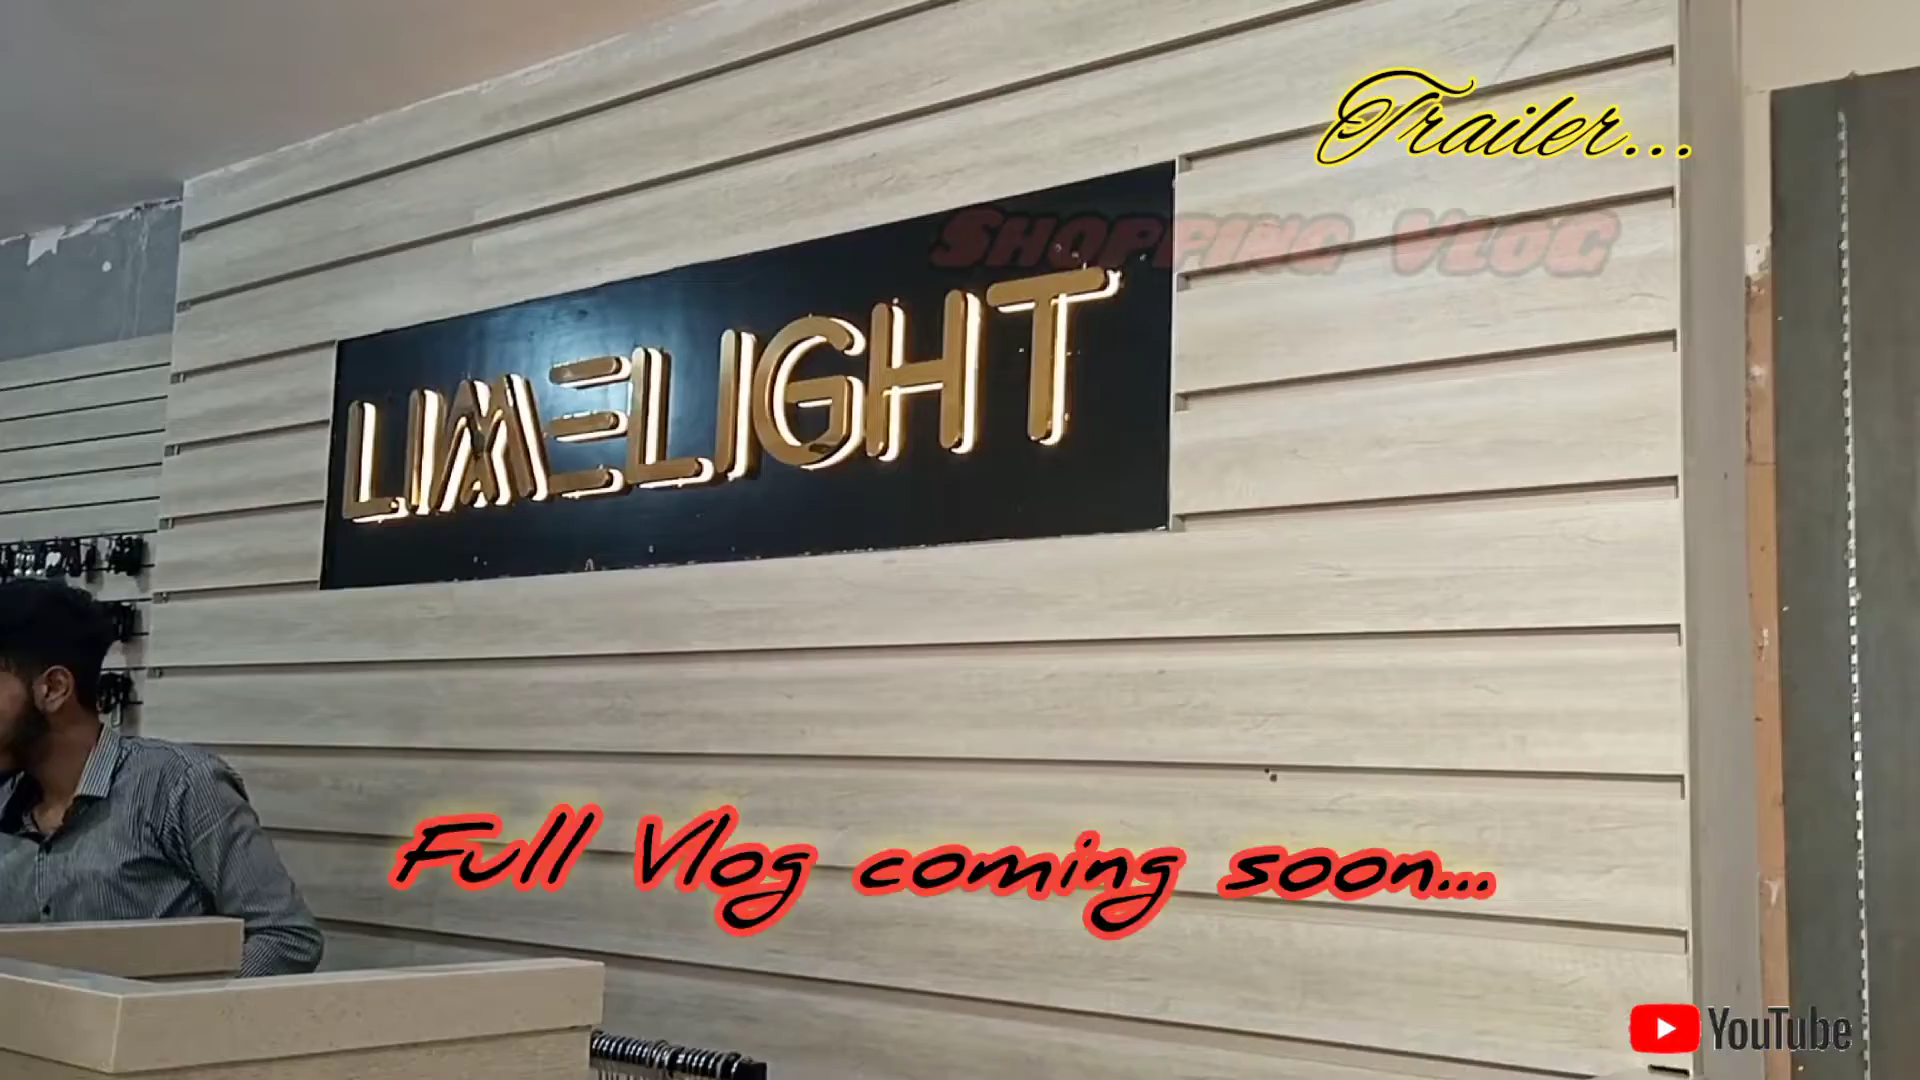 Trailer...
Shopping Vlog
LIMELIGHT
Full Vlog coming soon...
YouTube